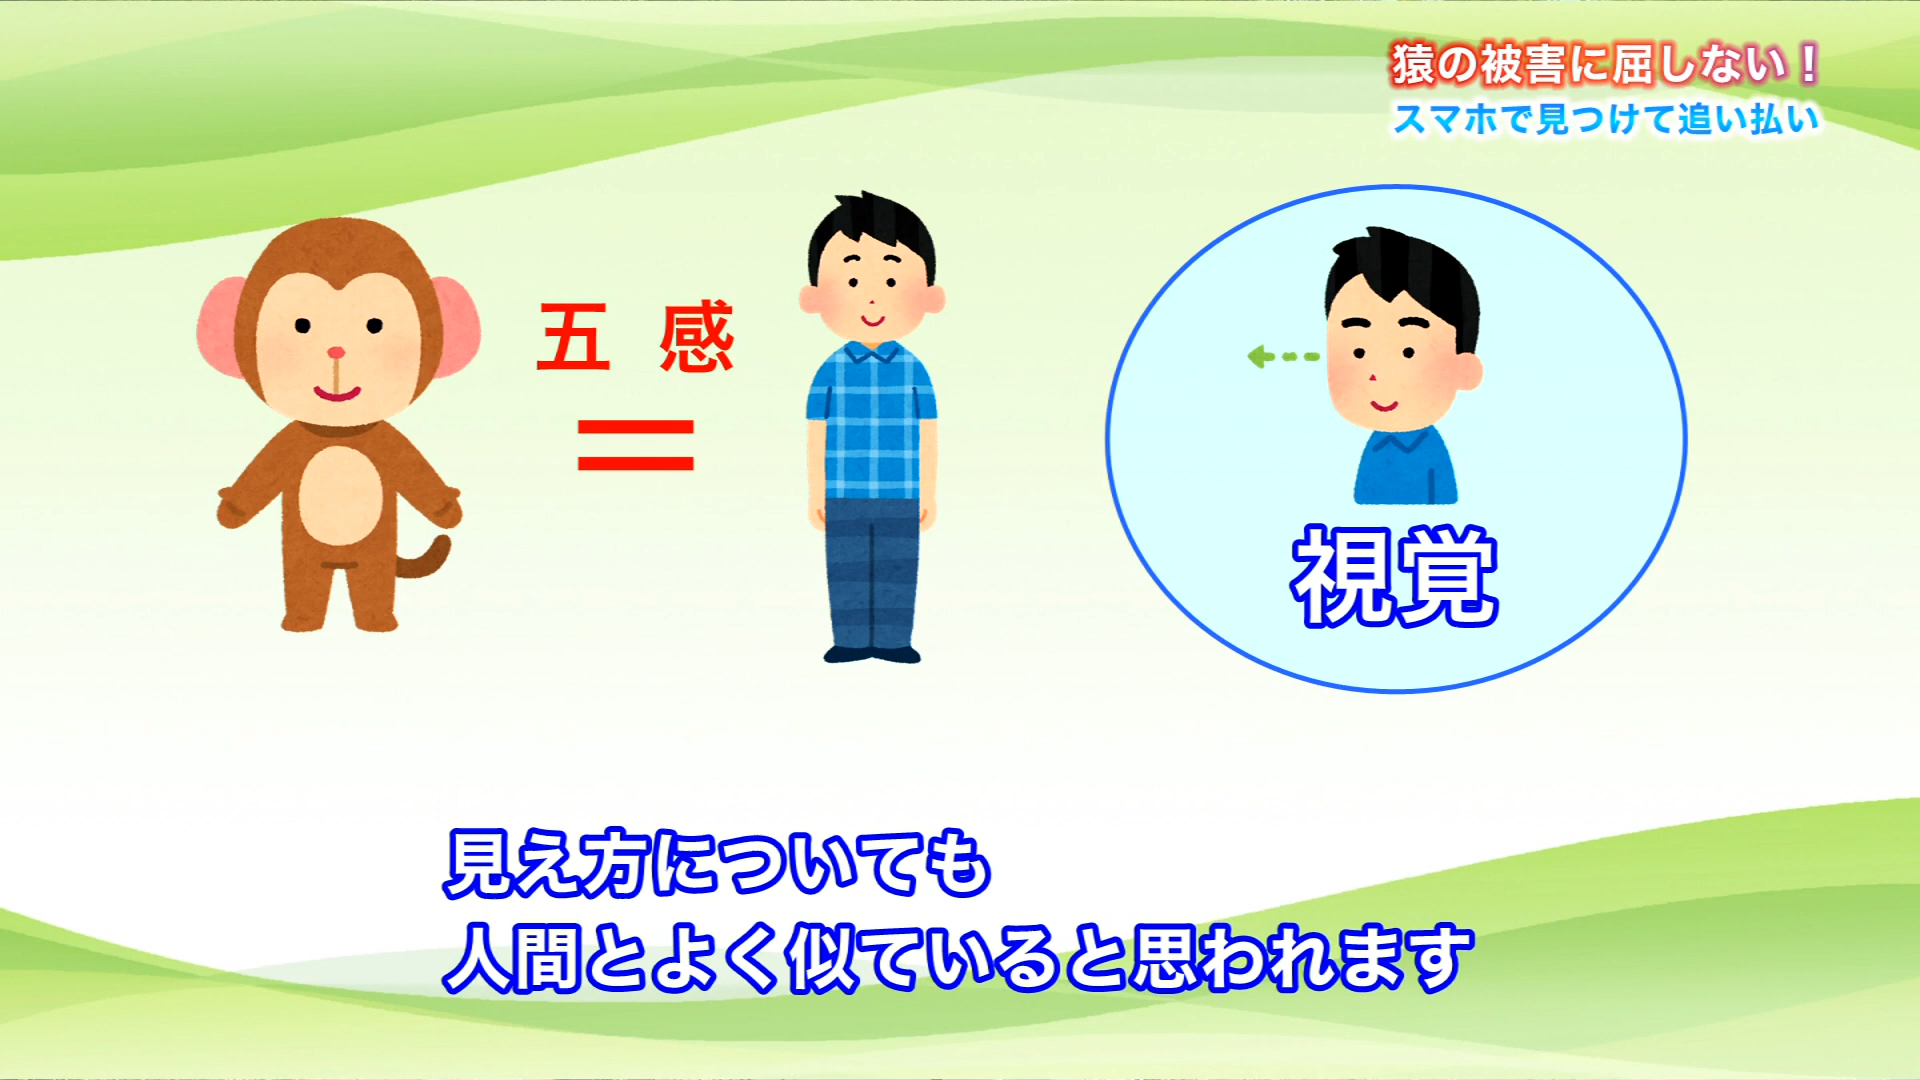 猿の被害に屈しない！
スマホで見つけて追い払い
五感
＝
視覚
見え方についても
人間とよく似ていると思われます